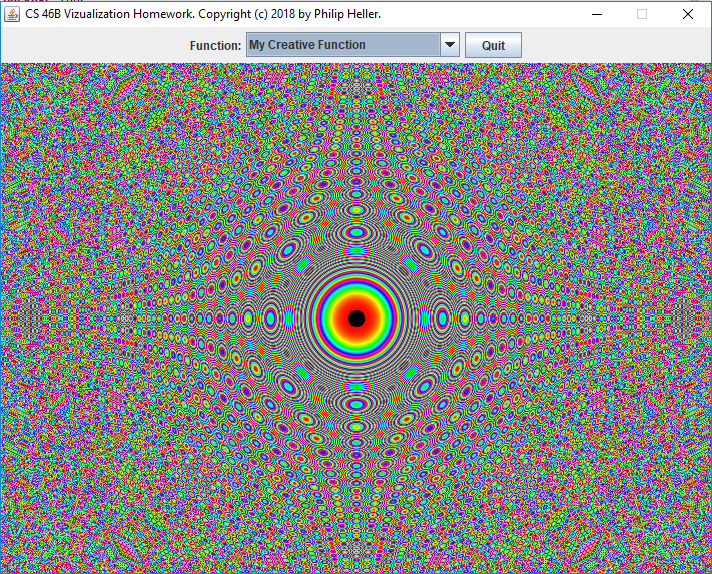 CS 46B Vizualization Homework. Copyright (c) 2018 by Philip Heller.
Function: My Creative Function Quit